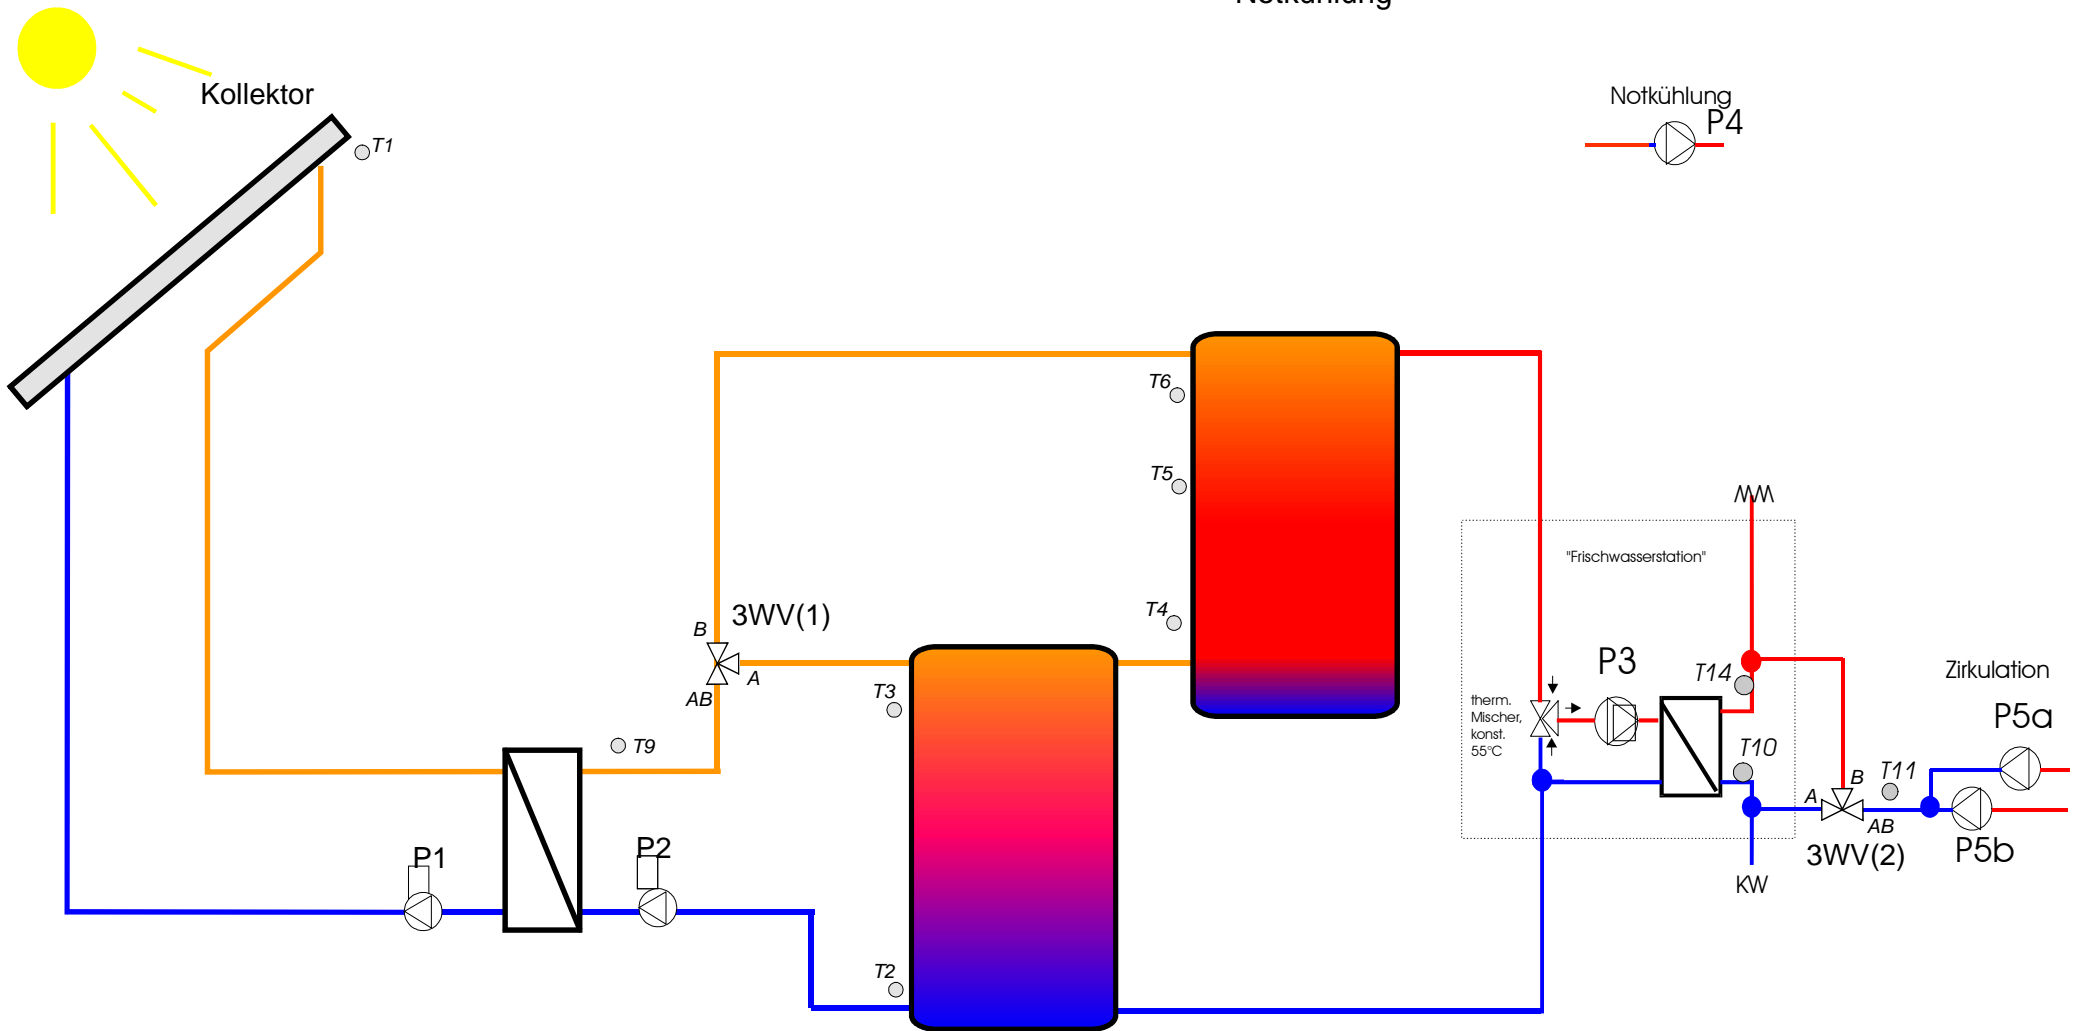 Notkühlung
Kollektor
T1
Notkühlung
P4
T6
T5
T4
"Frischwasserstation"
B
3WV(1)
A
AB
T3
T9
P3
T14
therm.
Mischer,
konst.
55°C
T10
Zirkulation
P5a
T11
B
A
AB
P5b
3WV(2)
KW
P1
P2
T2